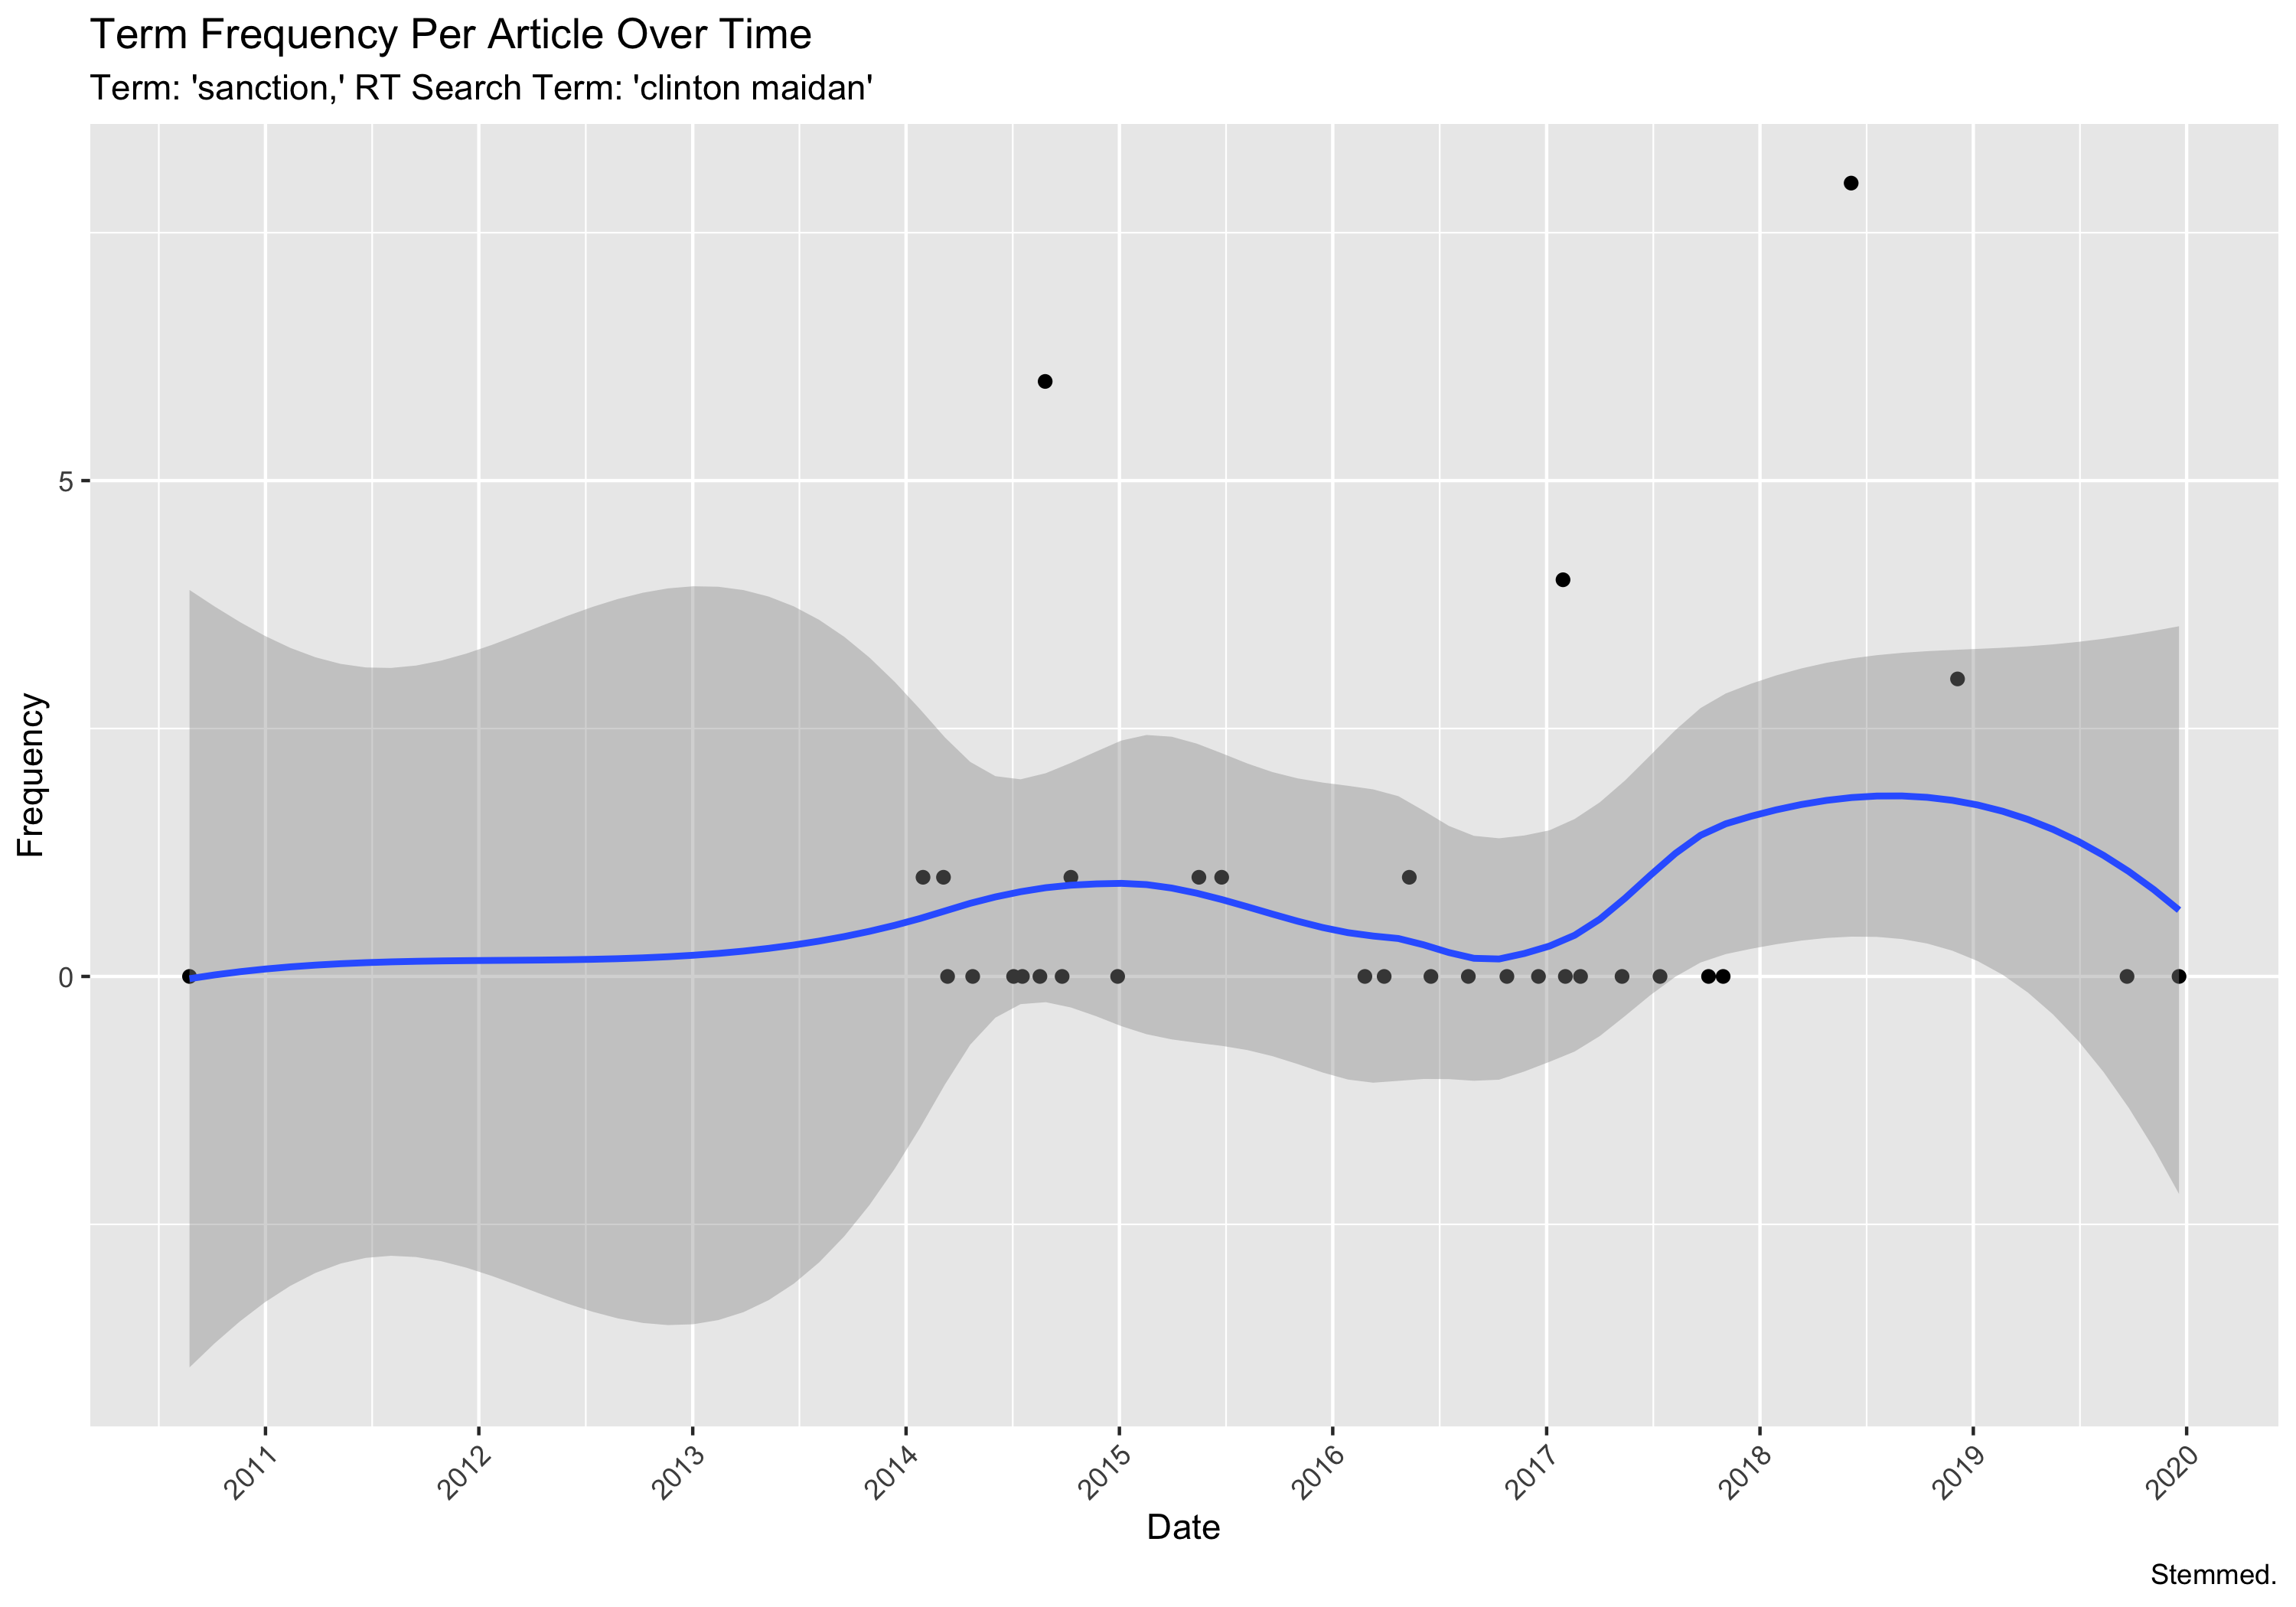 Term Frequency Per Article Over Time
Term: 'sanction,' RT Search Term: 'clinton maidan'
Frequency
5
0
2011
2012
2013
2014
2015
2016
2017
2018
2019
2020
Date
Stemmed.